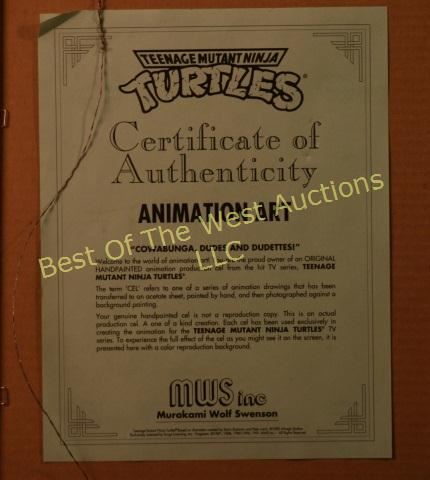 TEENAGE MUTANT NINJA
TURTLES®
Certificate of
Authenticity
ANIMATION ART
"COWABUNGA, DUDES AND DUDETTES!"
Welcome to the world of animation art! You are the proud owner of an ORIGINAL
HANDPAINTED animation production cel from the hit TV series, TEENAGE
MUTANT NINJA TURTLES®.
The term 'CEL' refers to one of a series of animation drawings that has been
transferred to an acetate sheet, painted by hand, and then photographed against a
background painting.
Your genuine handpainted cel is not a reproduction copy. This is an actual
production cel. A one of a kind creation. Each cel has been used exclusively in
creating the animation for the TEENAGE MUTANT NINJA TURTLES® TV
series. To experience the full effect of the cel as you might see it on the screen, it is
presented here with a color reproduction background.
MWS inc
Murakami Wolf Swenson
Best Of The West Auctions
LLC